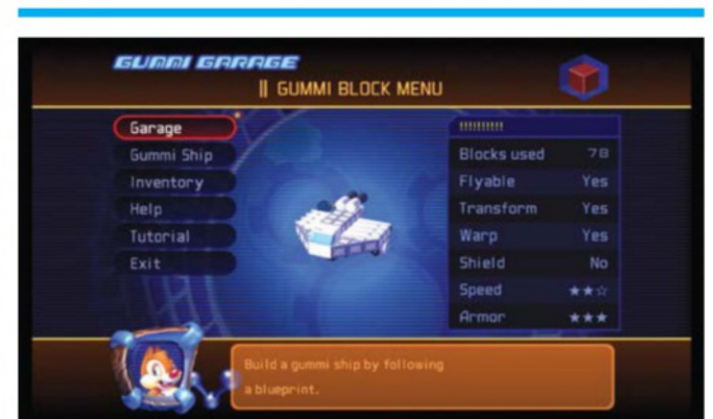 GUMMI GARAGE
|| GUMMI BLOCK MENU
Garage
Gummi Ship
Inventory
Help
Tutorial
Exit
!!!!!!!!!!
Blocks used 78
Flyable Yes
Transform Yes
Warp Yes
Shield No
Speed ★★☆
Armor ★★★
Build a gummi ship by following
a blueprint.